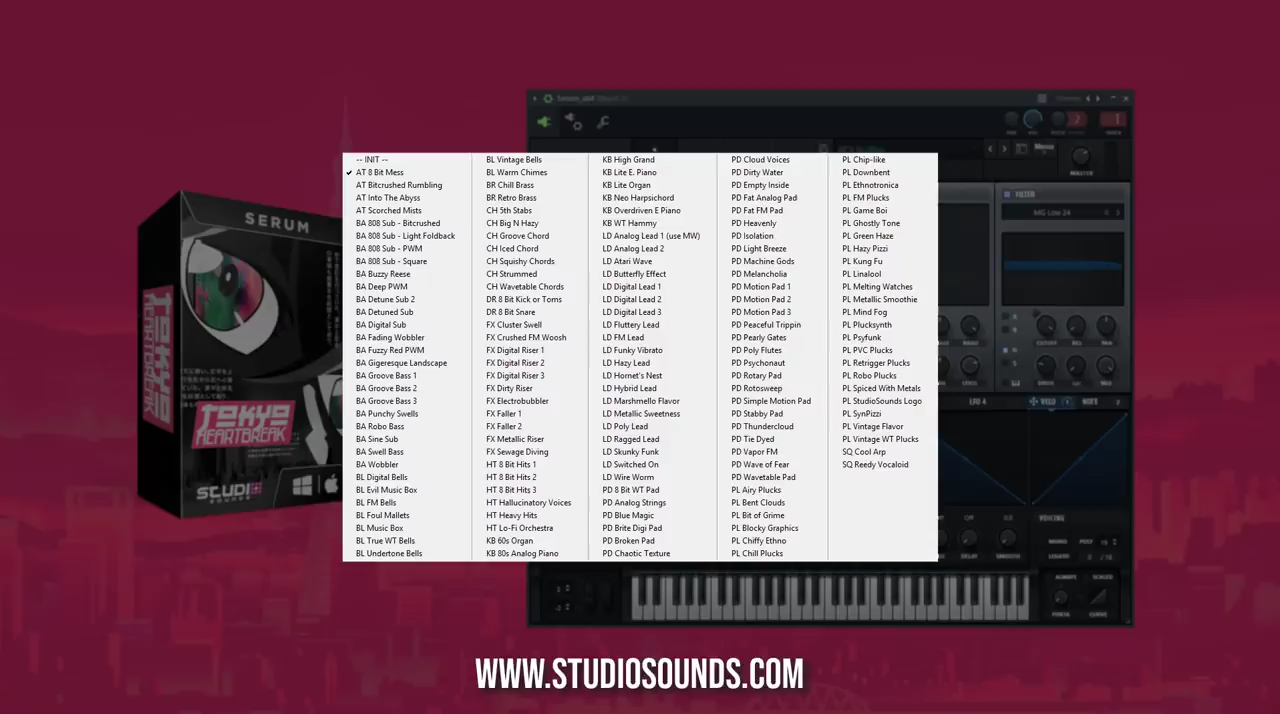 SERUM
TOKYO
HEARTBREAK
TOKYO
HEARTBREAK
STUDIO
SOUNDS
-- INIT --
AT 8 Bit Mess
AT Bitcrushed Rumbling
AT Into The Abyss
AT Scorched Mists
BA 808 Sub - Bitcrushed
BA 808 Sub - Light Foldback
BA 808 Sub - PWM
BA 808 Sub - Square
BA Buzzy Reese
BA Deep PWM
BA Detune Sub 2
BA Detuned Sub
BA Digital Sub
BA Fading Wobbler
BA Fuzzy Red PWM
BA Gigeresque Landscape
BA Groove Bass 1
BA Groove Bass 2
BA Groove Bass 3
BA Punchy Swells
BA Robo Bass
BA Sine Sub
BA Swell Bass
BA Wobbler
BL Digital Bells
BL Evil Music Box
BL FM Bells
BL Foul Mallets
BL Music Box
BL True WT Bells
BL Undertone Bells
BL Vintage Bells
BL Warm Chimes
BR Chill Brass
BR Retro Brass
CH 5th Stabs
CH Big N Hazy
CH Groove Chord
CH Iced Chord
CH Squishy Chords
CH Strummed
CH Wavetable Chords
DR 8 Bit Kick or Toms
DR 8 Bit Snare
FX Cluster Swell
FX Crushed FM Woosh
FX Digital Riser 1
FX Digital Riser 2
FX Digital Riser 3
FX Dirty Riser
FX Electrobubbler
FX Faller 1
FX Faller 2
FX Metallic Riser
FX Sewage Diving
HT 8 Bit Hits 1
HT 8 Bit Hits 2
HT 8 Bit Hits 3
HT Hallucinatory Voices
HT Heavy Hits
HT Lo-Fi Orchestra
KB 60s Organ
KB 80s Analog Piano
KB High Grand
KB Lite E. Piano
KB Lite Organ
KB Neo Harpsichord
KB Overdriven E Piano
KB WT Hammy
LD Analog Lead 1 (use MW)
LD Analog Lead 2
LD Atari Wave
LD Butterfly Effect
LD Digital Lead 1
LD Digital Lead 2
LD Digital Lead 3
LD Fluttery Lead
LD FM Lead
LD Funky Vibrato
LD Hazy Lead
LD Hornet's Nest
LD Hybrid Lead
LD Marshmello Flavor
LD Metallic Sweetness
LD Poly Lead
LD Ragged Lead
LD Skunky Funk
LD Switched On
LD Wire Worm
PD 8 Bit WT Pad
PD Analog Strings
PD Blue Magic
PD Brite Digi Pad
PD Broken Pad
PD Chaotic Texture
PD Cloud Voices
PD Dirty Water
PD Empty Inside
PD Fat Analog Pad
PD Fat FM Pad
PD Heavenly
PD Isolation
PD Light Breeze
PD Machine Gods
PD Melancholia
PD Motion Pad 1
PD Motion Pad 2
PD Motion Pad 3
PD Peaceful Trippin
PD Pearly Gates
PD Poly Flutes
PD Psychonaut
PD Rotary Pad
PD Rotosweep
PD Simple Motion Pad
PD Stabby Pad
PD Thundercloud
PD Tie Dyed
PD Vapor FM
PD Wave of Fear
PD Wavetable Pad
PL Airy Plucks
PL Bent Clouds
PL Bit of Grime
PL Blocky Graphics
PL Chiffy Ethno
PL Chill Plucks
PL Chip-like
PL Downbent
PL Ethnotronica
PL FM Plucks
PL Game Boi
PL Ghostly Tone
PL Green Haze
PL Hazy Pizzi
PL Kung Fu
PL Linalool
PL Melting Watches
PL Metallic Smoothie
PL Mind Fog
PL Plucksynth
PL Psyfunk
PL PVC Plucks
PL Retrigger Plucks
PL Robo Plucks
PL Spiced With Metals
PL StudioSounds Logo
PL SynPizzi
PL Vintage Flavor
PL Vintage WT Plucks
SQ Cool Arp
SQ Reedy Vocaloid
MASTER
FILTER
MG Low 24
LFO 4
VELO
NOTE
VOICING
MONO
POLY
LEGATO
DELAY
SMOOTH
ALWAYS
SCALED
PORTA
CURVE
WWW.STUDIOSOUNDS.COM